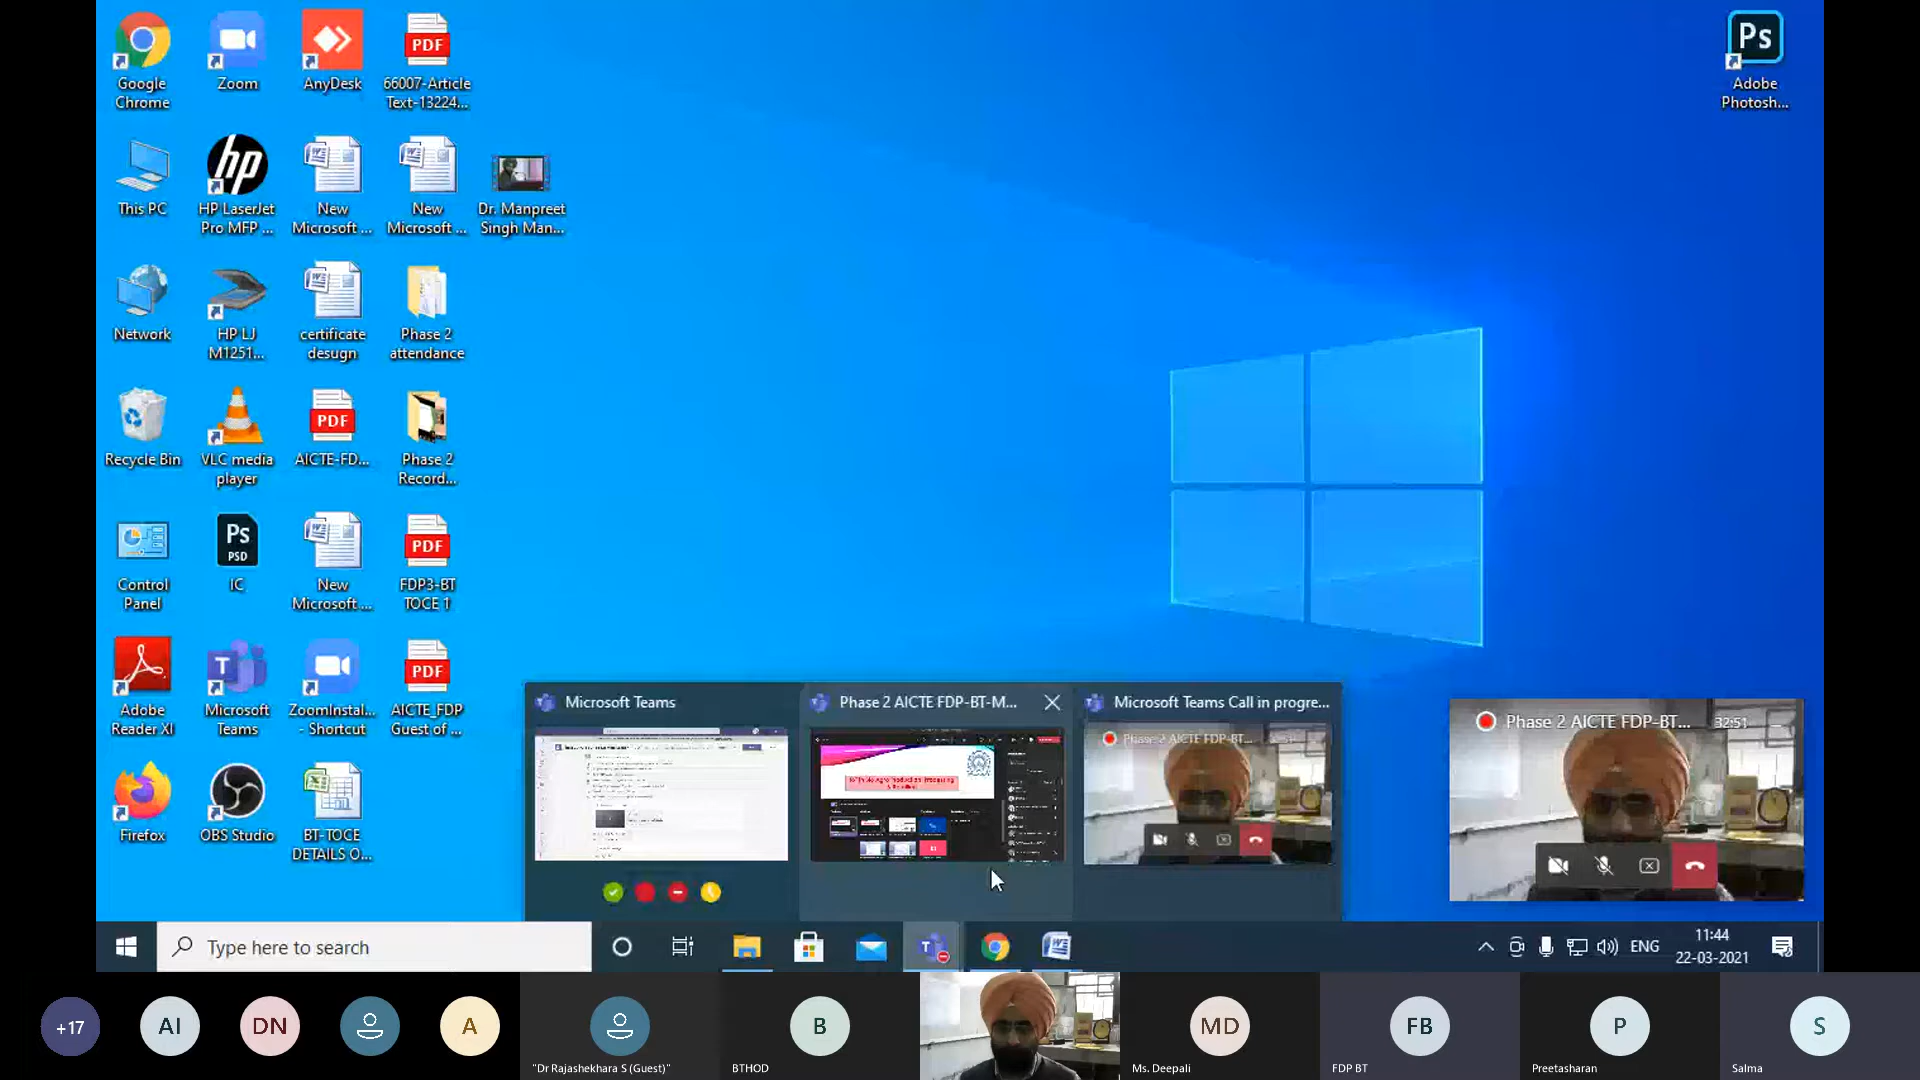 Google
Chrome
Zoom
AnyDesk
PDF
66007-Article
Text-13224...
Ps
Adobe
Photosh...
This PC
hp
HP LaserJet
Pro MFP ...
New
Microsoft ...
New
Microsoft ...
Dr. Manpreet
Singh Man...
Network
HP LJ
M1251...
certificate
desugn
Phase 2
attendance
Recycle Bin
VLC media
player
PDF
AICTE-FD...
Phase 2
Record...
Control
Panel
Ps
PSD
IC
New
Microsoft ...
PDF
FDP3-BT
TOCE 1
Adobe
Reader XI
T
Microsoft
Teams
ZoomInstal...
- Shortcut
PDF
AICTE_FDP
Guest of ...
Firefox
OBS Studio
BT-TOCE
DETAILS O...
Microsoft Teams
Phase 2 AICTE FDP-BT-M...
Microsoft Teams Call in progre...
Phase 2 AICTE FDP-BT...
Phase 2 AICTE FDP-BT... 32:51
Type here to search
ENG
11:44
22-03-2021
+17
AI
DN
A
"Dr Rajashekhara S (Guest)"
B
BTHOD
MD
Ms. Deepali
FB
FDP BT
P
Preetasharan
S
Salma